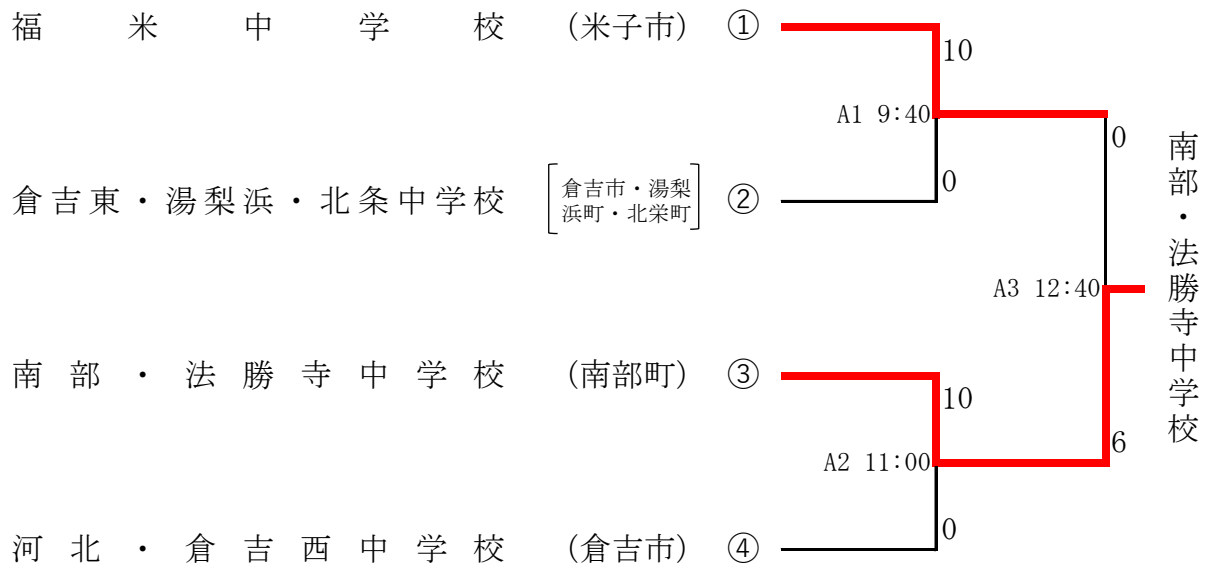 福米中学校 (米子市) ①
10
A1 9:40
0
倉吉東・湯梨浜・北条中学校 倉吉市・湯梨
浜町・北栄町 ②
0
南部・法勝寺中学校
A3 12:40
南部・法勝寺中学校 (南部町) ③
10
6
A2 11:00
0
河北・倉吉西中学校 (倉吉市) ④